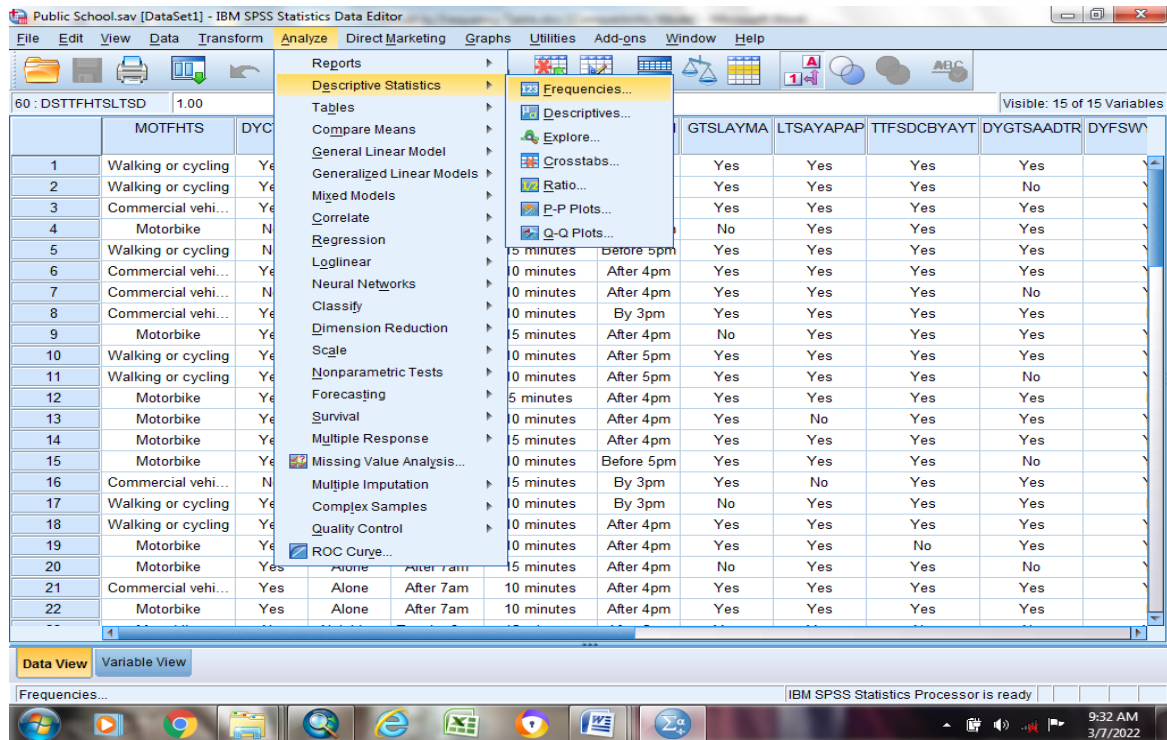 Public School.sav [DataSet1] - IBM SPSS Statistics Data Editor
File Edit View Data Transform Analyze Direct Marketing Graphs Utilities Add-ons Window Help
60 : DSTTFHTSLTSD 1.00 Visible: 15 of 15 Variables
Reports
Descriptive Statistics
Tables
Compare Means
General Linear Model
Generalized Linear Models
Mixed Models
Correlate
Regression
Loglinear
Neural Networks
Classify
Dimension Reduction
Scale
Nonparametric Tests
Forecasting
Survival
Multiple Response
Missing Value Analysis...
Multiple Imputation
Complex Samples
Quality Control
ROC Curve...
Frequencies...
Descriptives...
Explore...
Crosstabs...
Ratio...
P-P Plots...
Q-Q Plots...
MOTFHTS DYC GTSLAYMA LTSAYAPAP TTFSDCBYAYT DYGTSAADTR DYFSW
1 Walking or cycling Ye Yes Yes Yes Yes
2 Walking or cycling Ye Yes Yes Yes No
3 Commercial vehi... Ye Yes Yes Yes Yes
4 Motorbike N No Yes Yes Yes
5 Walking or cycling N 15 minutes Before 5pm Yes Yes Yes Yes
6 Commercial vehi... Ye 10 minutes After 4pm Yes Yes Yes Yes
7 Commercial vehi... N 10 minutes After 4pm Yes Yes Yes No
8 Commercial vehi... Ye 10 minutes By 3pm Yes Yes Yes Yes
9 Motorbike Ye 15 minutes After 4pm No Yes Yes Yes
10 Walking or cycling Ye 10 minutes After 5pm Yes Yes Yes Yes
11 Walking or cycling Ye 10 minutes After 5pm Yes Yes Yes No
12 Motorbike Ye 5 minutes After 4pm Yes Yes Yes Yes
13 Motorbike Ye 10 minutes After 4pm Yes No Yes Yes
14 Motorbike Ye 15 minutes After 4pm Yes Yes Yes Yes
15 Motorbike Ye 10 minutes Before 5pm Yes Yes Yes No
16 Commercial vehi... N 15 minutes By 3pm Yes No Yes Yes
17 Walking or cycling Ye 10 minutes By 3pm No Yes Yes Yes
18 Walking or cycling Ye 10 minutes After 4pm Yes Yes Yes Yes
19 Motorbike Ye 10 minutes After 4pm Yes Yes No Yes
20 Motorbike Yes Alone After 7am 15 minutes After 4pm No Yes Yes No
21 Commercial vehi... Yes Alone After 7am 10 minutes After 4pm Yes Yes Yes Yes
22 Motorbike Yes Alone After 7am 10 minutes After 4pm Yes Yes Yes Yes
Data View Variable View
Frequencies... IBM SPSS Statistics Processor is ready
9:32 AM
3/7/2022